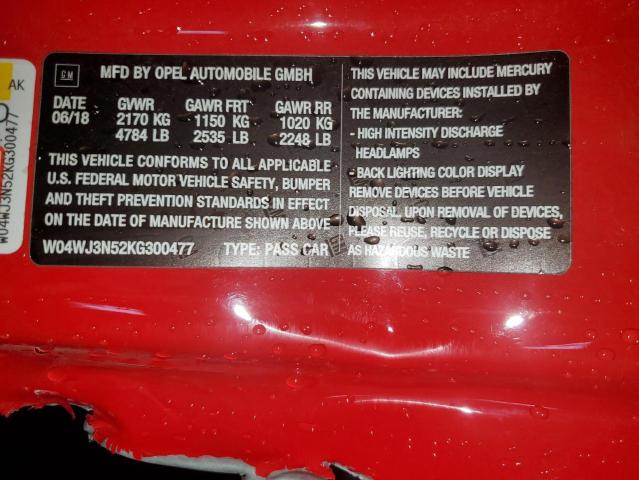 AK
W04WJ3N52KG300477
GM
MFD BY OPEL AUTOMOBILE GMBH
DATE GVWR GAWR FRT GAWR RR
06/18 2170 KG 1150 KG 1020 KG
4784 LB 2535 LB 2248 LB
THIS VEHICLE CONFORMS TO ALL APPLICABLE
U.S. FEDERAL MOTOR VEHICLE SAFETY, BUMPER
AND THEFT PREVENTION STANDARDS IN EFFECT
ON THE DATE OF MANUFACTURE SHOWN ABOVE
W04WJ3N52KG300477 TYPE: PASS CAR
THIS VEHICLE MAY INCLUDE MERCURY
CONTAINING DEVICES INSTALLED BY
THE MANUFACTURER:
- HIGH INTENSITY DISCHARGE
HEADLAMPS
- BACK LIGHTING COLOR DISPLAY
REMOVE DEVICES BEFORE VEHICLE
DISPOSAL, UPON REMOVAL OF DEVICES,
PLEASE REUSE, RECYCLE OR DISPOSE
AS HAZARDOUS WASTE